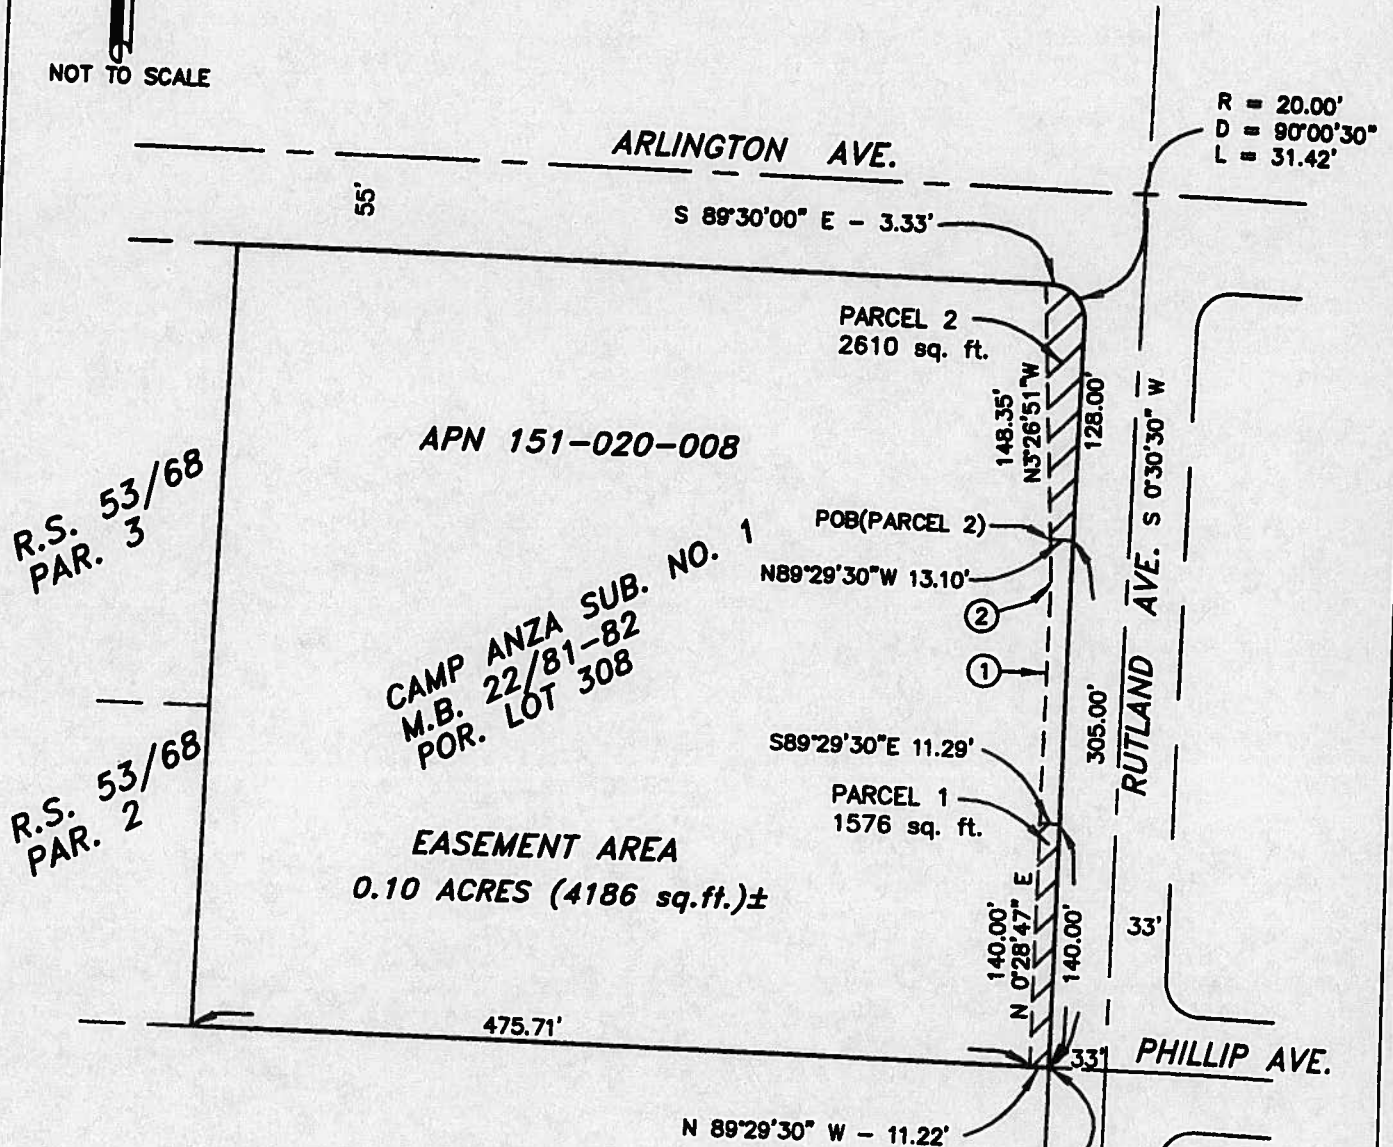 NOT TO SCALE
R = 20.00'
D = 90°00'30"
L = 31.42'
ARLINGTON AVE.
55'
S 89°30'00" E - 3.33'
PARCEL 2
2610 sq. ft.
148.35'
N3°26'51"W
128.00'
APN 151-020-008
R.S. 53/68
PAR. 3
POB(PARCEL 2)
N89°29'30"W 13.10'
2
1
CAMP ANZA SUB. NO. 1
M.B. 22/81-82
POR. LOT 308
RUTLAND AVE. S 0°30'30" W
305.00'
S89°29'30"E 11.29'
R.S. 53/68
PAR. 2
PARCEL 1
1576 sq. ft.
EASEMENT AREA
0.10 ACRES (4186 sq.ft.)±
140.00'
N 0°28'47" E
140.00'
33'
475.71'
33'
PHILLIP AVE.
N 89°29'30" W - 11.22'